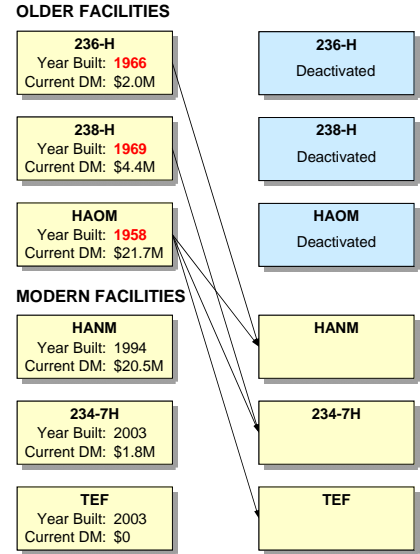 OLDER FACILITIES
236-H
Year Built: 1966
Current DM: $2.0M
236-H
Deactivated
238-H
Year Built: 1969
Current DM: $4.4M
238-H
Deactivated
HAOM
Year Built: 1958
Current DM: $21.7M
HAOM
Deactivated
MODERN FACILITIES
HANM
Year Built: 1994
Current DM: $20.5M
HANM
234-7H
Year Built: 2003
Current DM: $1.8M
234-7H
TEF
Year Built: 2003
Current DM: $0
TEF